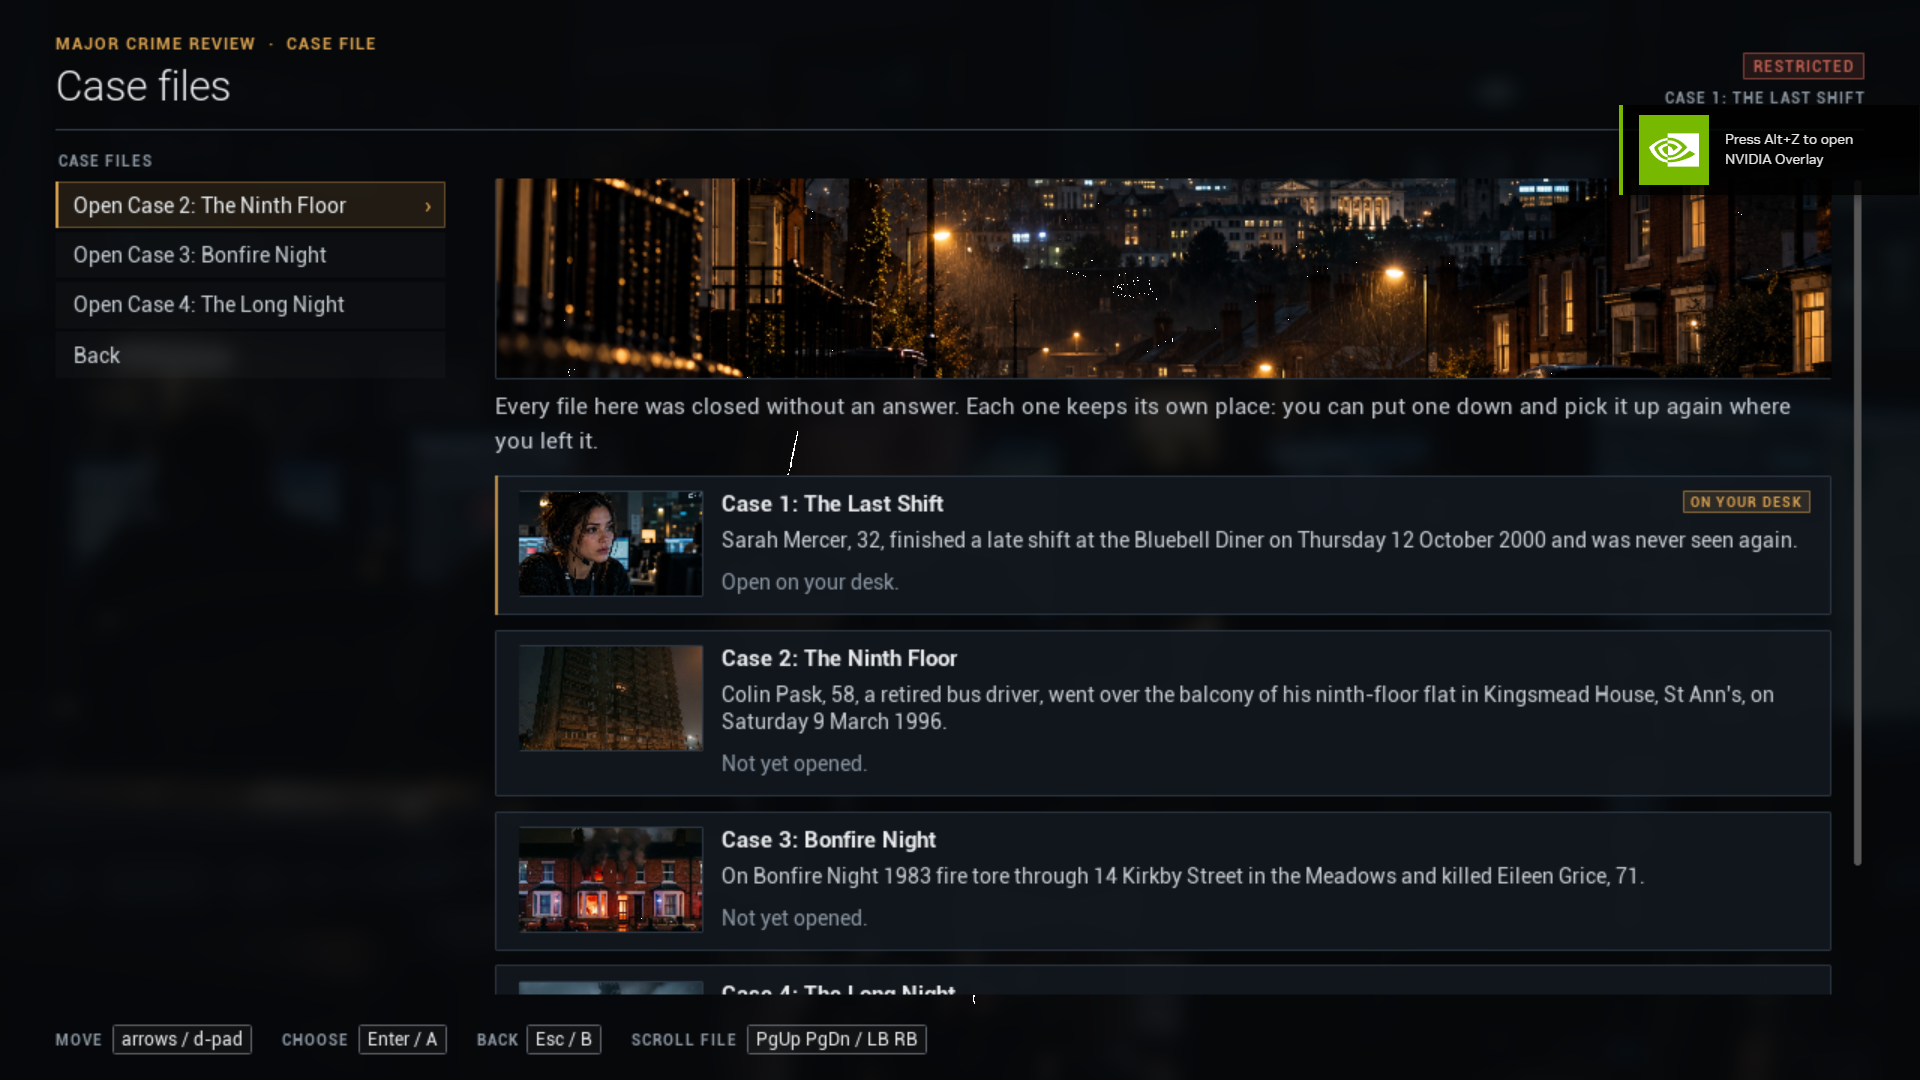 MAJOR CRIME REVIEW · CASE FILE
Case files
RESTRICTED
CASE 1: THE LAST SHIFT
Press Alt+Z to open
NVIDIA Overlay
CASE FILES
Open Case 2: The Ninth Floor ›
Open Case 3: Bonfire Night
Open Case 4: The Long Night
Back
Every file here was closed without an answer. Each one keeps its own place: you can put one down and pick it up again where
you left it.
Case 1: The Last Shift
ON YOUR DESK
Sarah Mercer, 32, finished a late shift at the Bluebell Diner on Thursday 12 October 2000 and was never seen again.
Open on your desk.
Case 2: The Ninth Floor
Colin Pask, 58, a retired bus driver, went over the balcony of his ninth-floor flat in Kingsmead House, St Ann's, on
Saturday 9 March 1996.
Not yet opened.
Case 3: Bonfire Night
On Bonfire Night 1983 fire tore through 14 Kirkby Street in the Meadows and killed Eileen Grice, 71.
Not yet opened.
Case 4: The Long Night
MOVE arrows / d-pad CHOOSE Enter / A BACK Esc / B SCROLL FILE PgUp PgDn / LB RB